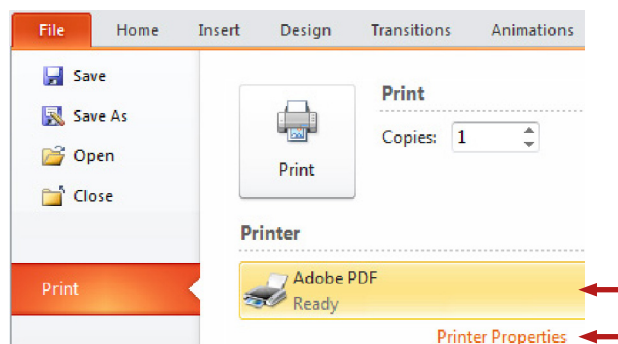 File Home Insert Design Transitions Animations
Save
Save As
Open
Close
Print
Print
Copies: 1
Print
Printer
Adobe PDF
Ready
Printer Properties